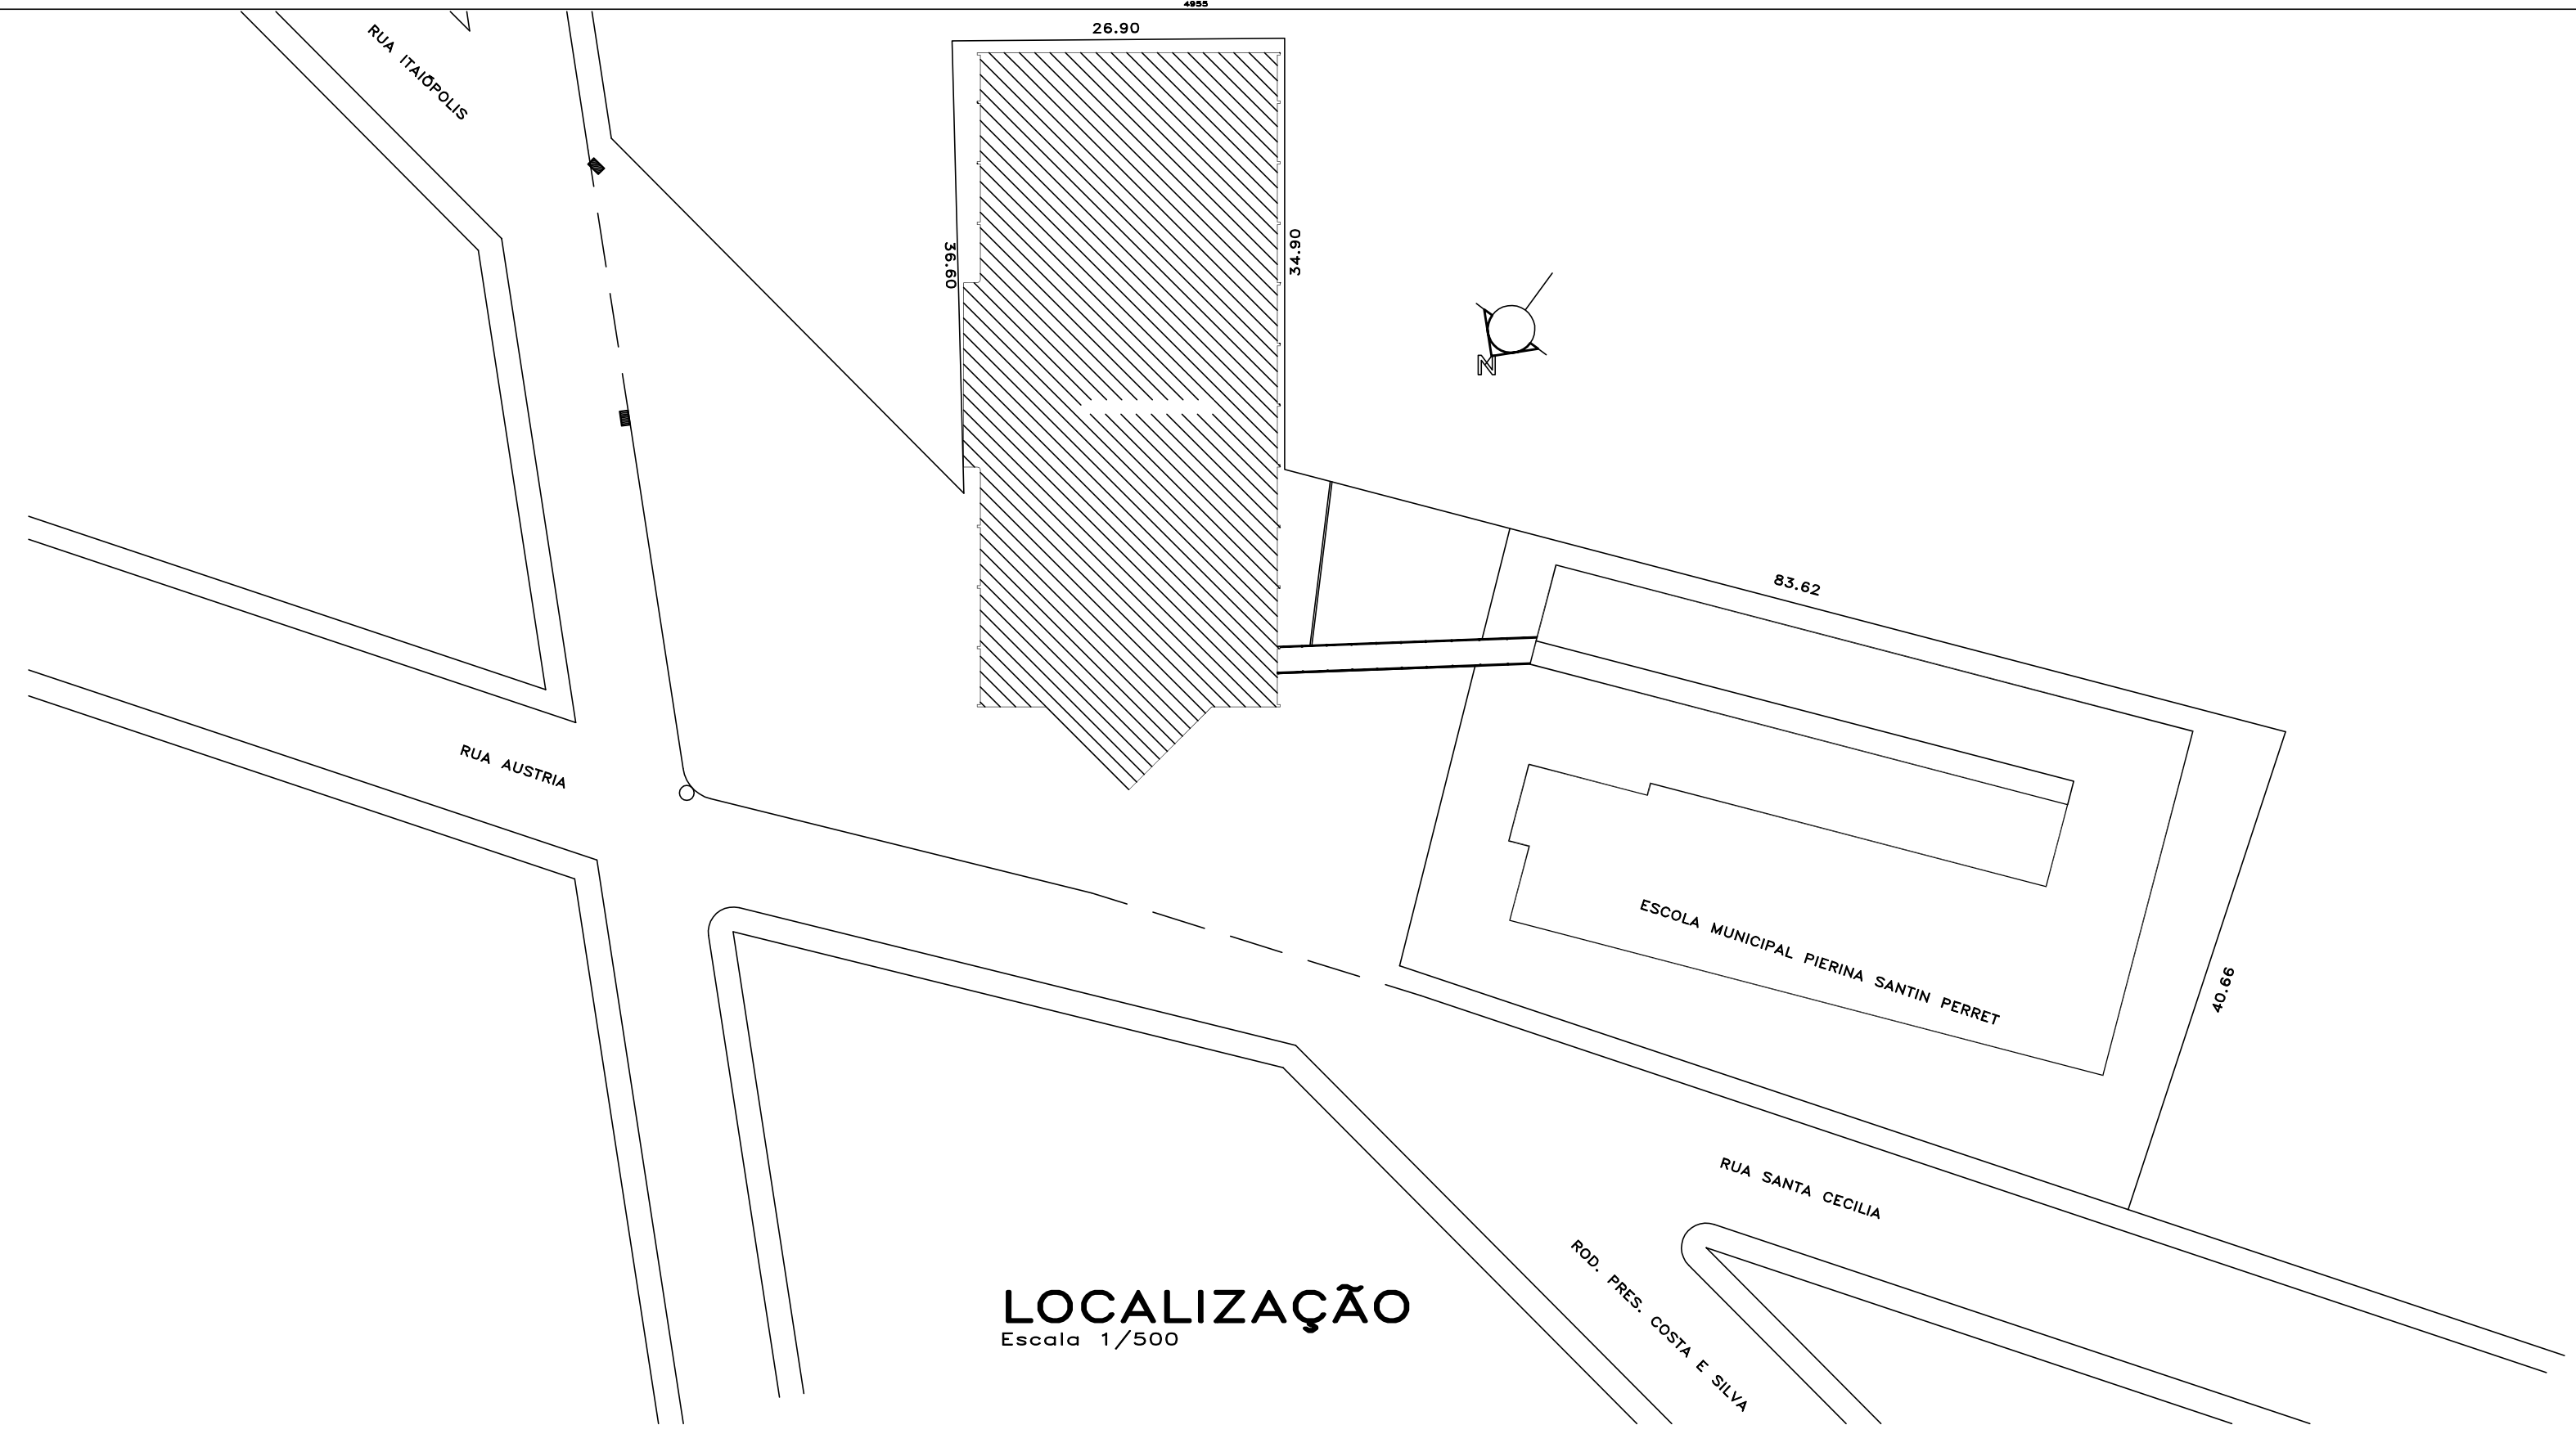 4955
26.90
RUA ITAIÓPOLIS
36.60
34.90
N
83.62
RUA AUSTRIA
ESCOLA MUNICIPAL PIERINA SANTIN PERRET
40.66
RUA SANTA CECILIA
ROD. PRES. COSTA E SILVA
LOCALIZAÇÃO
Escala 1/500